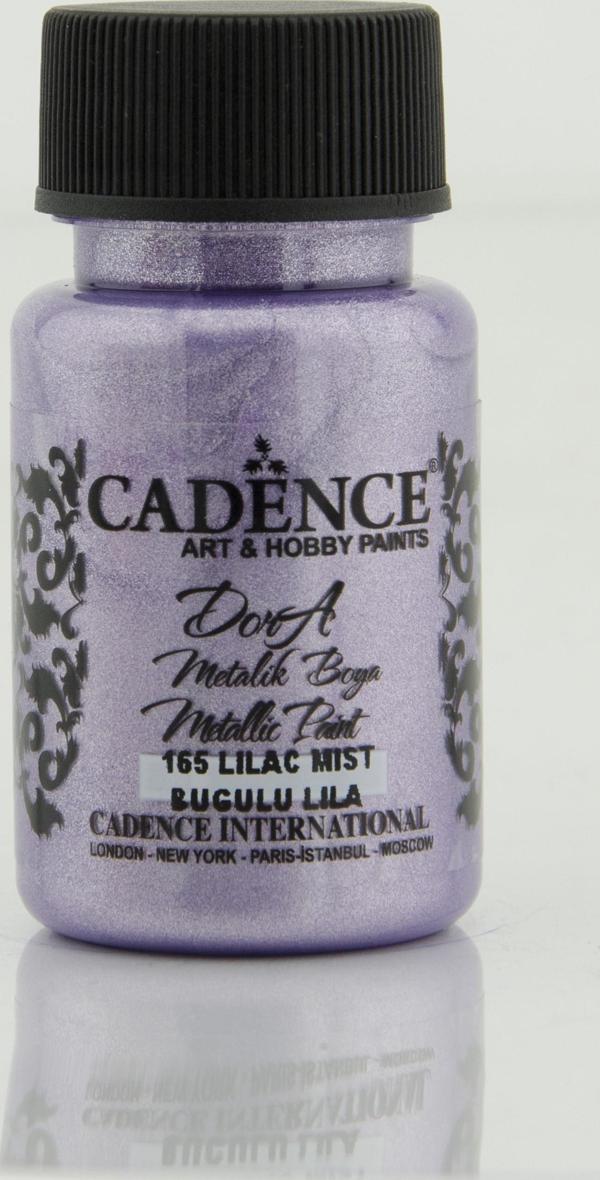 CADENCE®
ART & HOBBY PAINTS
DorA
Metalik Boya
Metallic Paint
165 LILAC MIST
BUGULU LILA
CADENCE INTERNATIONAL
LONDON - NEW YORK - PARIS-İSTANBUL - MOSCOW